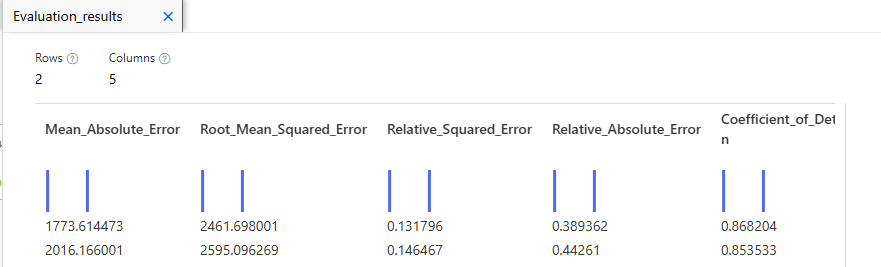 Evaluation_results
Rows Columns
2 5
Mean_Absolute_Error Root_Mean_Squared_Error Relative_Squared_Error Relative_Absolute_Error Coefficient_of_Det
n
1773.614473 2461.698001 0.131796 0.389362 0.868204
2016.166001 2595.096269 0.146467 0.44261 0.853533